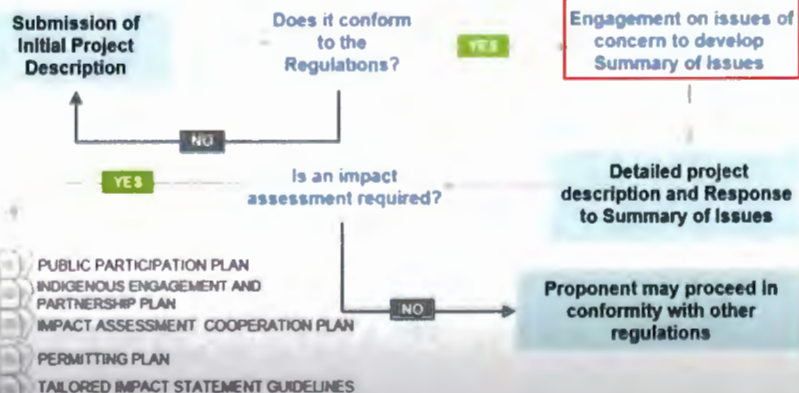 Submission of
Initial Project
Description
Does it conform
to the
Regulations?
YES
Engagement on issues of
concern to develop
Summary of Issues
NO
YES
Is an impact
assessment required?
Detailed project
description and Response
to Summary of Issues
NO
Proponent may proceed in
conformity with other
regulations
PUBLIC PARTICIPATION PLAN
INDIGENOUS ENGAGEMENT AND
PARTNERSHIP PLAN
IMPACT ASSESSMENT COOPERATION PLAN
PERMITTING PLAN
TAILORED IMPACT STATEMENT GUIDELINES